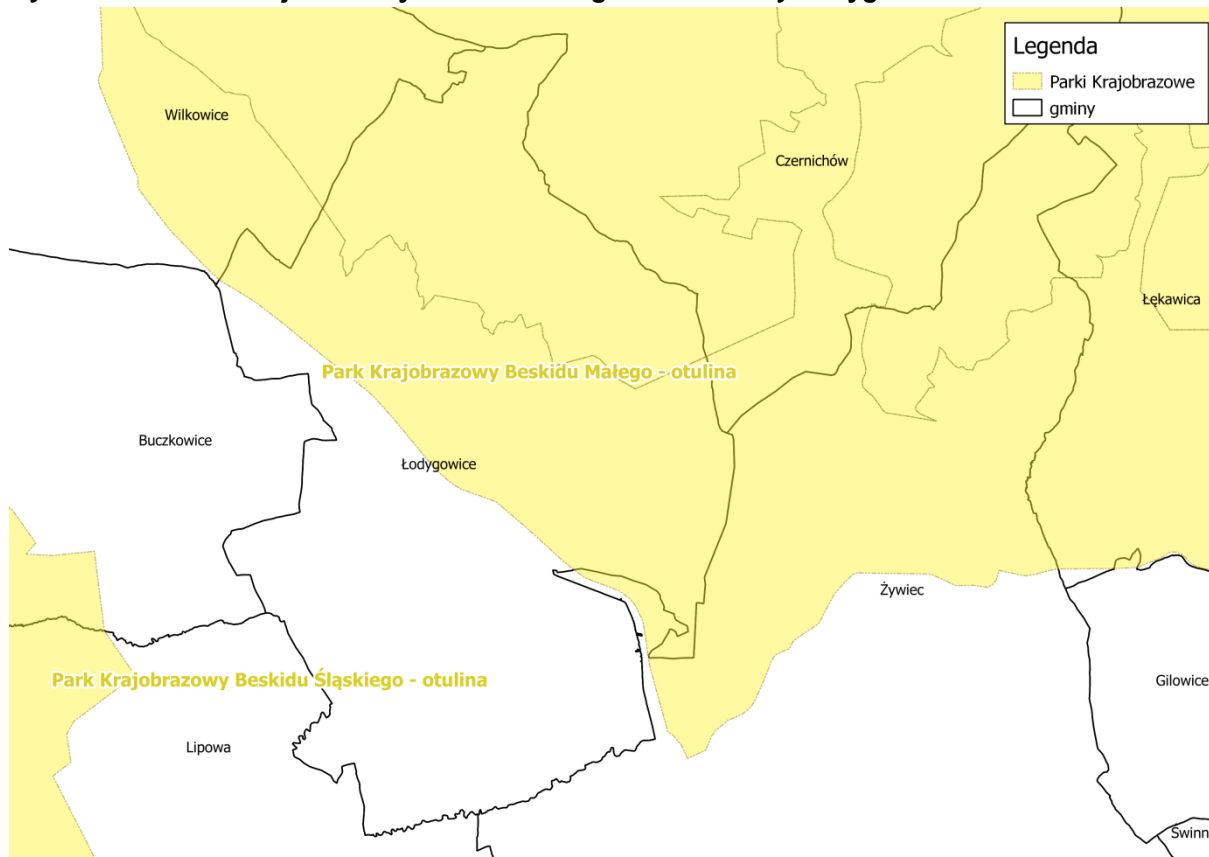 Legenda
Parki Krajobrazowe
gminy
Wilkowice
Czernichów
Łękawica
Park Krajobrazowy Beskidu Małego - otulina
Buczkowice
Łodygowice
Żywiec
Park Krajobrazowy Beskidu Śląskiego - otulina
Gilowice
Lipowa
Świnn